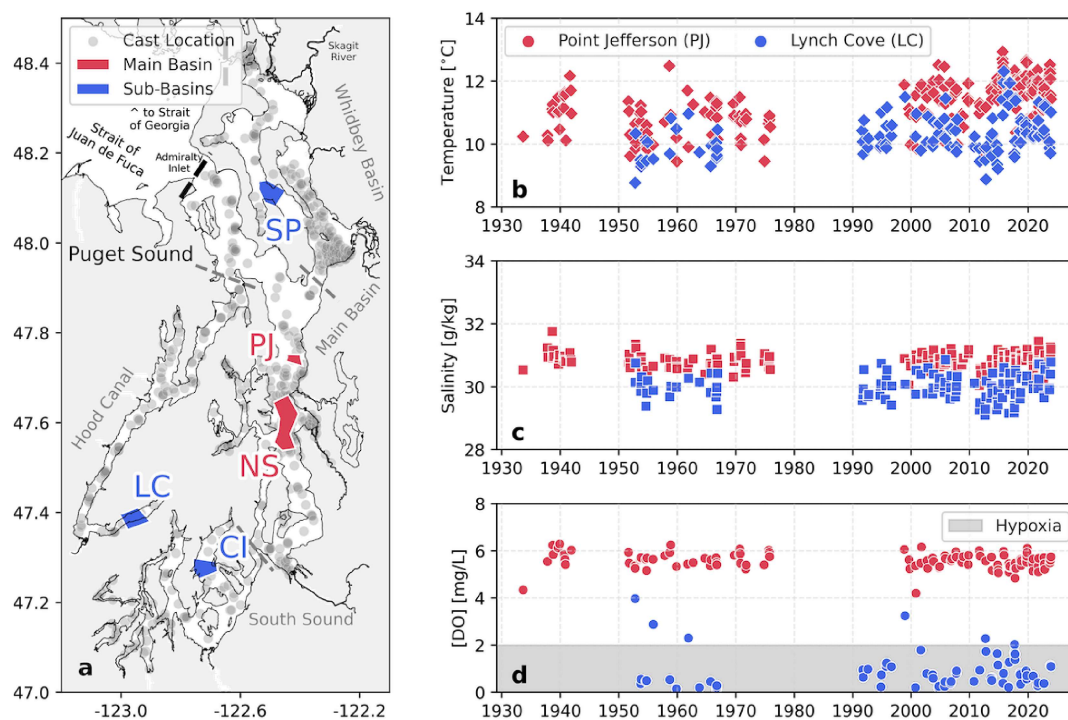 48.4
48.2
48.0
47.8
47.6
47.4
47.2
47.0
-123.0
-122.6
-122.2
Cast Location
Main Basin
Sub-Basins
Skagit
River
^ to Strait
of Georgia
Strait of
Juan de Fuca
Admiralty
Inlet
Whidbey Basin
SP
Puget Sound
Main Basin
PJ
Hood Canal
NS
LC
CI
South Sound
a
Point Jefferson (PJ)
Lynch Cove (LC)
Temperature [°C]
14
12
10
8
b
1930 1940 1950 1960 1970 1980 1990 2000 2010 2020
Salinity [g/kg]
34
32
30
28
c
1930 1940 1950 1960 1970 1980 1990 2000 2010 2020
[DO] [mg/L]
8
6
4
2
0
Hypoxia
d
1930 1940 1950 1960 1970 1980 1990 2000 2010 2020